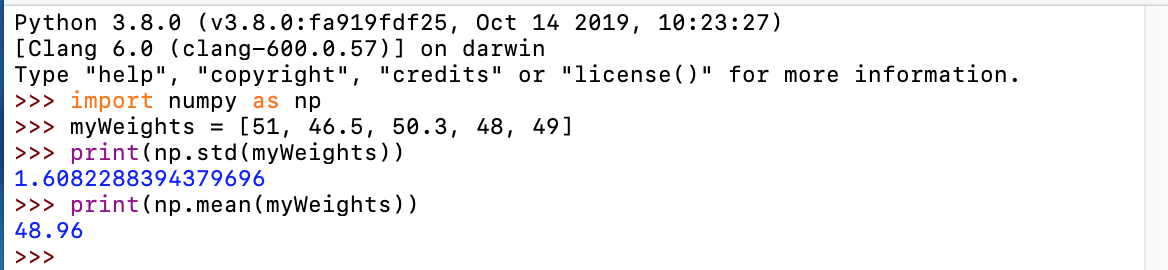 Python 3.8.0 (v3.8.0:fa919fdf25, Oct 14 2019, 10:23:27)
[Clang 6.0 (clang-600.0.57)] on darwin
Type "help", "copyright", "credits" or "license()" for more information.
>>> import numpy as np
>>> myWeights = [51, 46.5, 50.3, 48, 49]
>>> print(np.std(myWeights))
1.6082288394379696
>>> print(np.mean(myWeights))
48.96
>>>